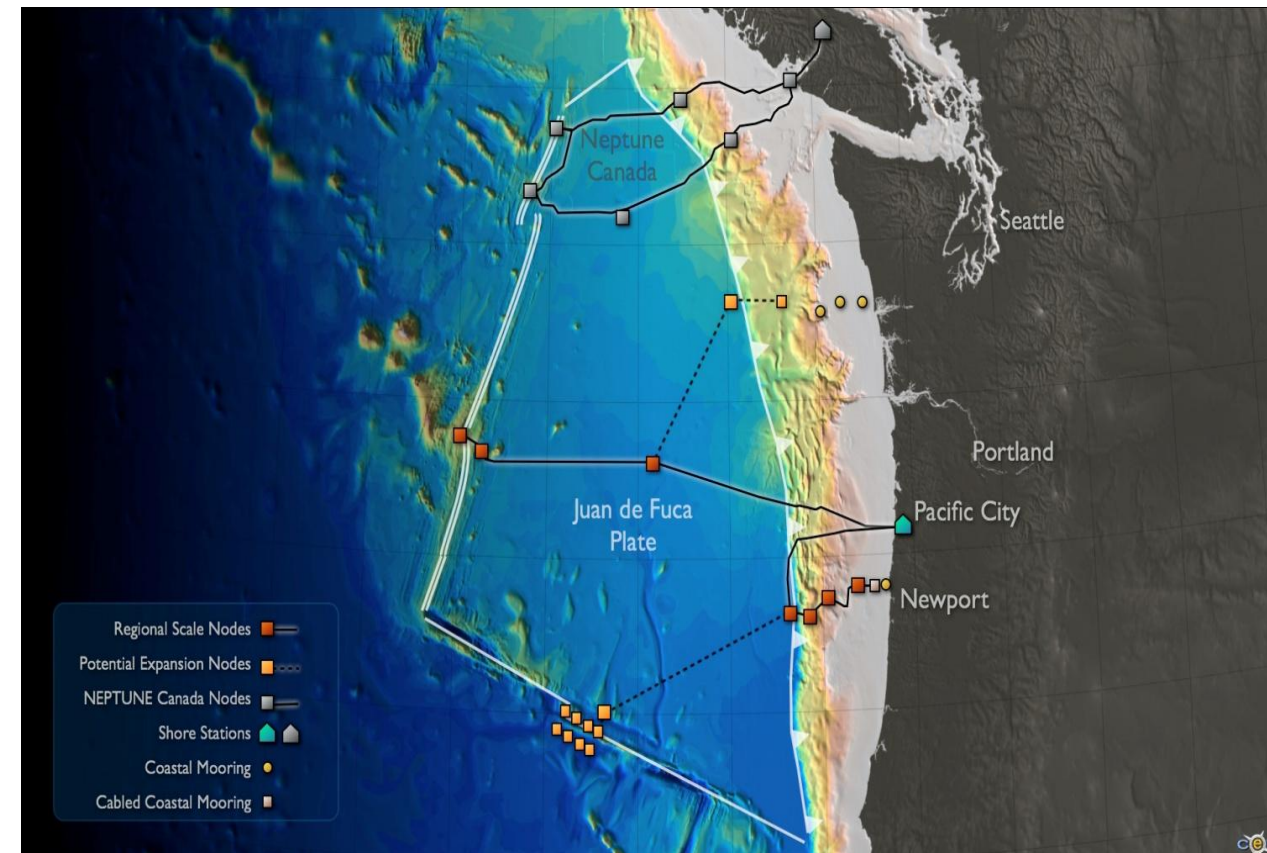 Neptune
Canada
Seattle
Portland
Juan de Fuca
Plate
Pacific City
Newport
Regional Scale Nodes
Potential Expansion Nodes
NEPTUNE Canada Nodes
Shore Stations
Coastal Mooring
Cabled Coastal Mooring